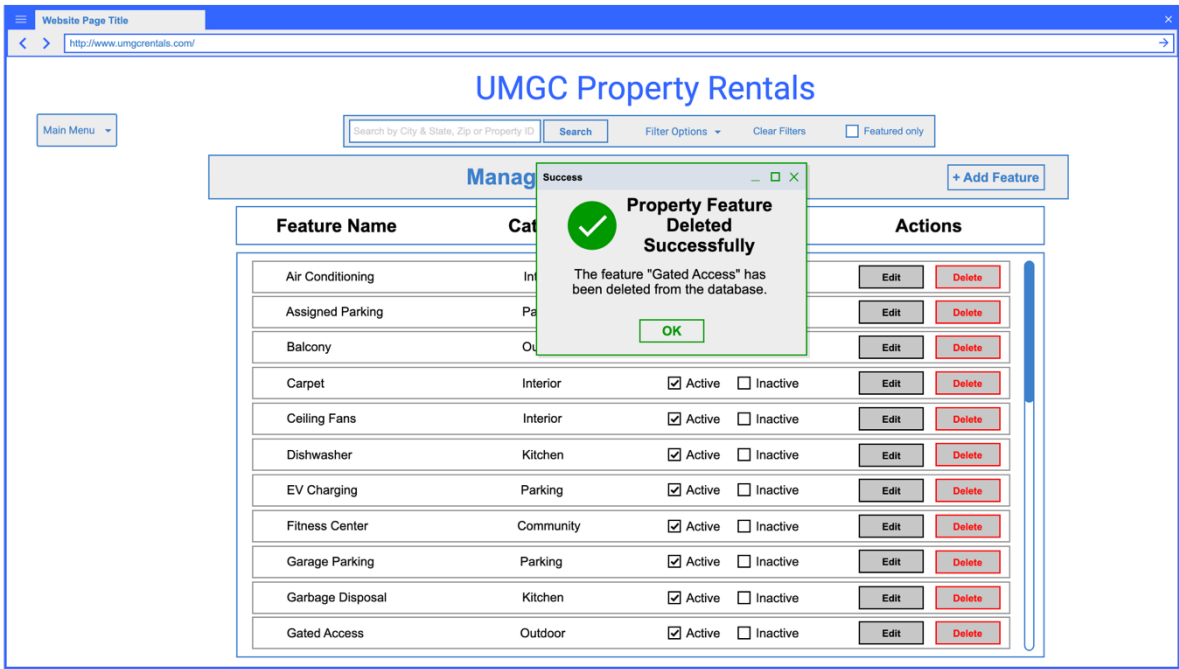 Website Page Title
http://www.umgcrentals.com/
UMGC Property Rentals
Main Menu
Search by City & State, Zip or Property ID Search Filter Options Clear Filters Featured only
+ Add Feature
Success
Property Feature
Deleted
Successfully
The feature "Gated Access" has
been deleted from the database.
OK
Feature Name Actions
Air Conditioning Edit Delete
Assigned Parking Edit Delete
Balcony Edit Delete
Carpet Interior Active Inactive Edit Delete
Ceiling Fans Interior Active Inactive Edit Delete
Dishwasher Kitchen Active Inactive Edit Delete
EV Charging Parking Active Inactive Edit Delete
Fitness Center Community Active Inactive Edit Delete
Garage Parking Parking Active Inactive Edit Delete
Garbage Disposal Kitchen Active Inactive Edit Delete
Gated Access Outdoor Active Inactive Edit Delete